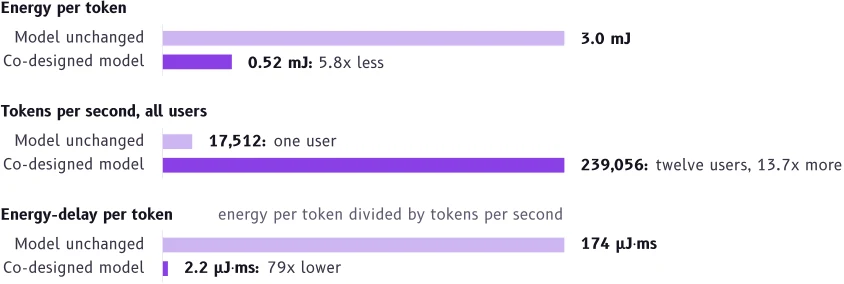 Energy per token
Model unchanged 3.0 mJ
Co-designed model 0.52 mJ: 5.8x less
Tokens per second, all users
Model unchanged 17,512: one user
Co-designed model 239,056: twelve users, 13.7x more
Energy-delay per token energy per token divided by tokens per second
Model unchanged 174 µJ·ms
Co-designed model 2.2 µJ·ms: 79x lower